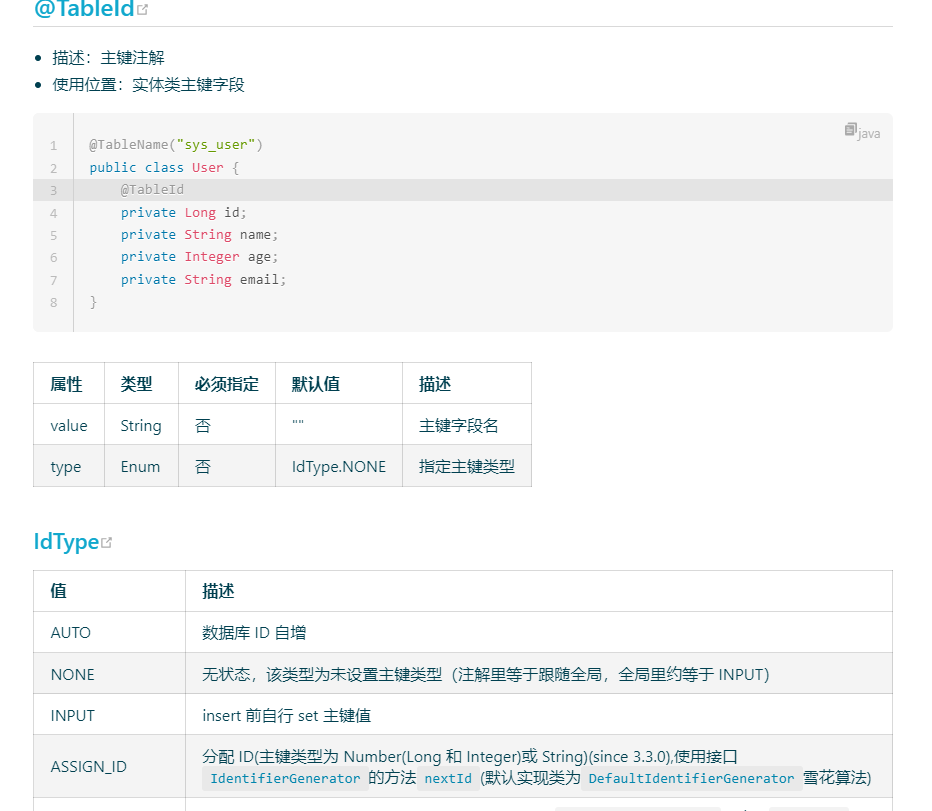 @TableId
描述：主键注解
使用位置：实体类主键字段
java
1 @TableName("sys_user")
2 public class User {
3 @TableId
4 private Long id;
5 private String name;
6 private Integer age;
7 private String email;
8 }
属性 类型 必须指定 默认值 描述
value String 否 "" 主键字段名
type Enum 否 IdType.NONE 指定主键类型
IdType
值 描述
AUTO 数据库 ID 自增
NONE 无状态，该类型为未设置主键类型（注解里等于跟随全局，全局里约等于 INPUT）
INPUT insert 前自行 set 主键值
ASSIGN_ID 分配 ID(主键类型为 Number(Long 和 Integer)或 String)(since 3.3.0),使用接口
IdentifierGenerator 的方法 nextId (默认实现类为 DefaultIdentifierGenerator 雪花算法)